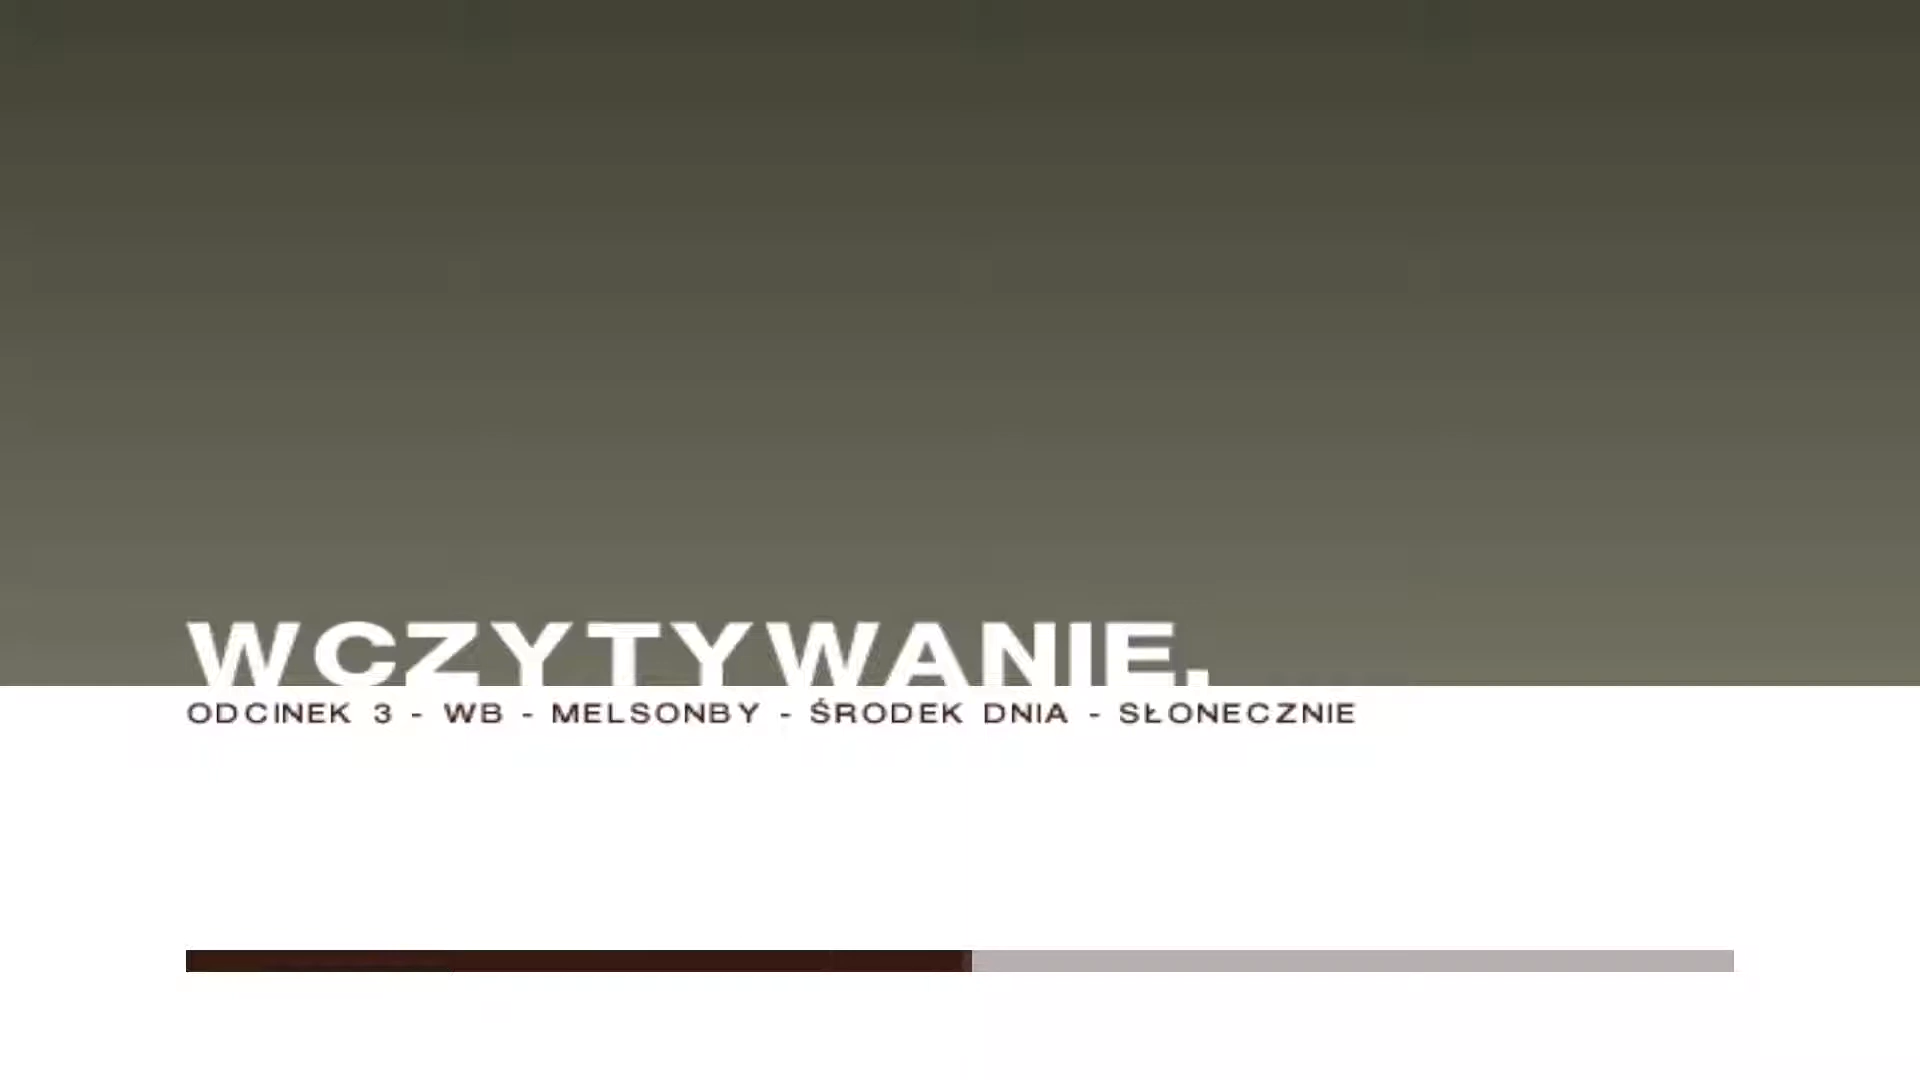 WCZYTYWANIE.
ODCINEK 3 - WB - MELSONBY - ŚRODEK DNIA - SŁONECZNIE